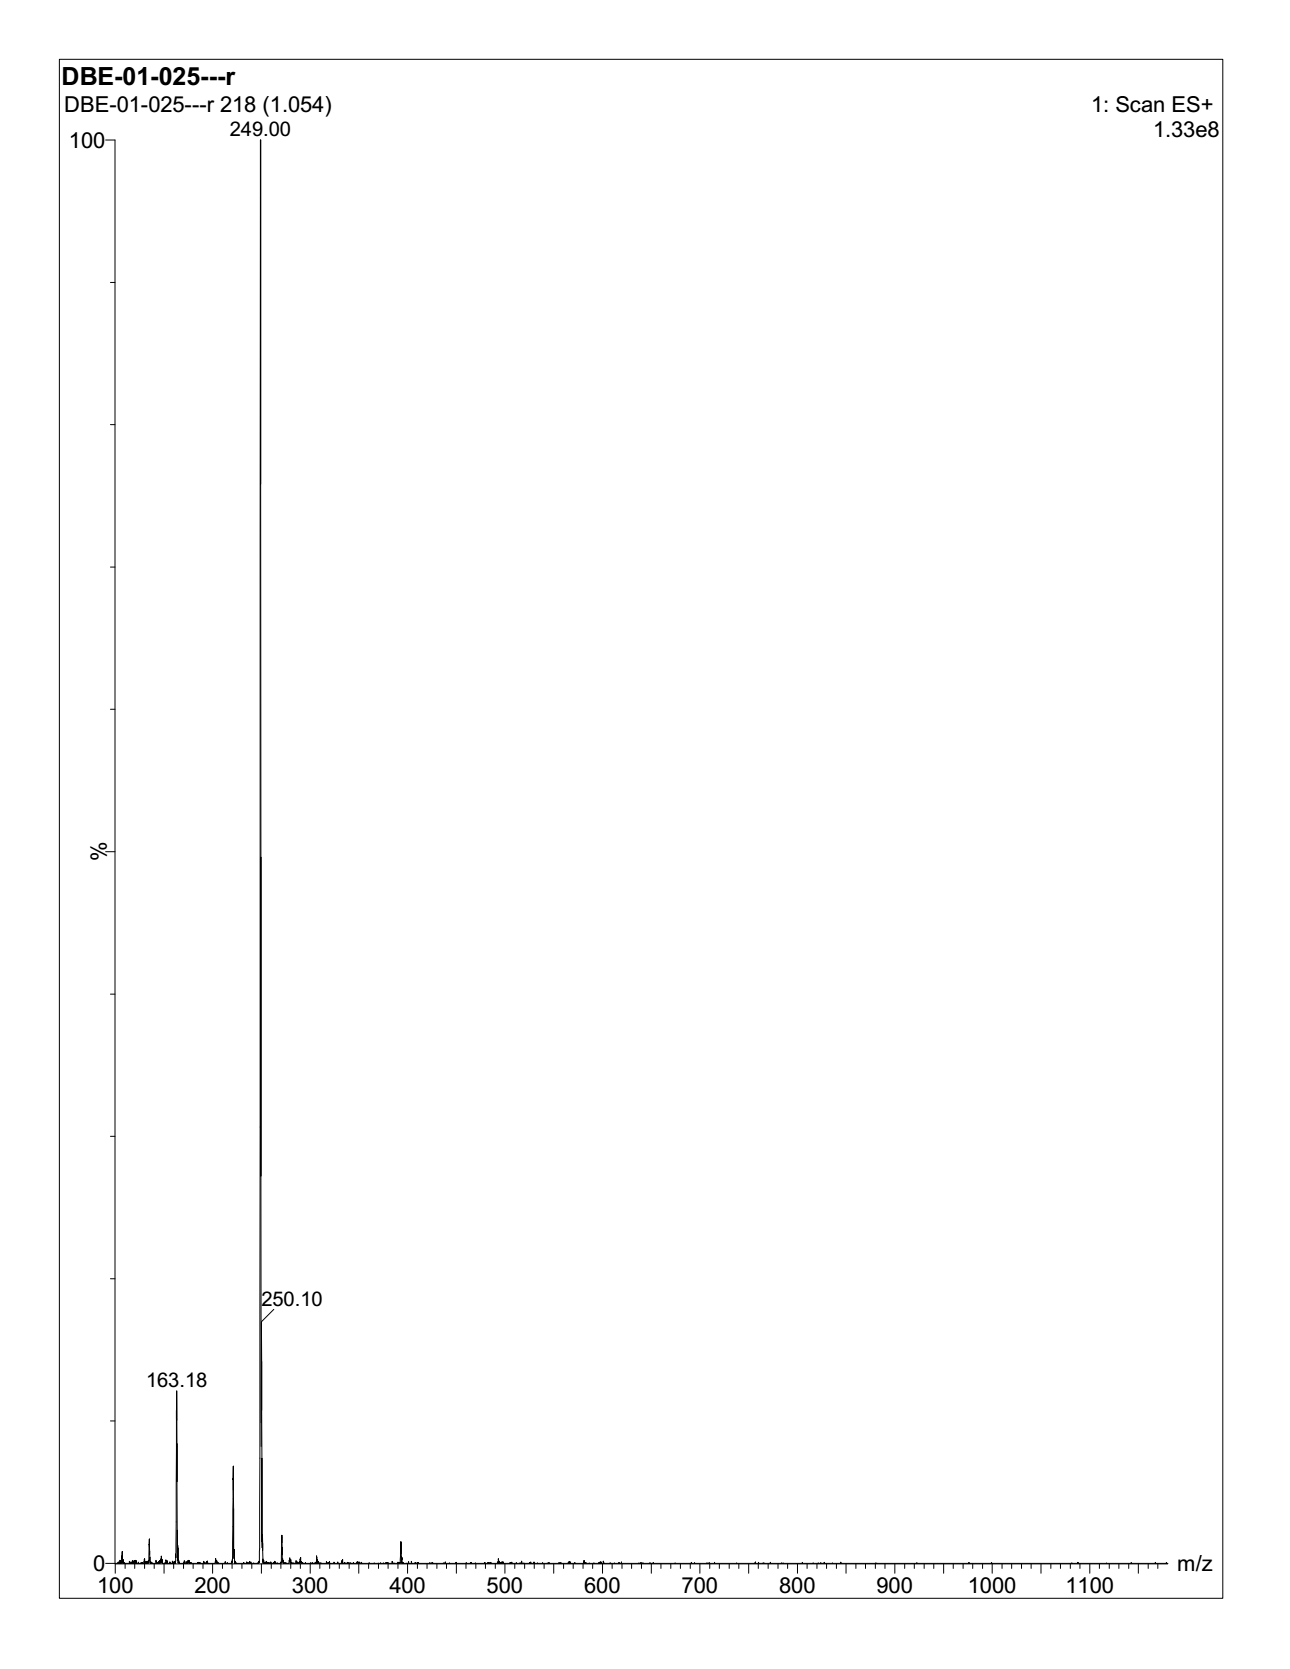 DBE-01-025---r
DBE-01-025---r 218 (1.054)
1: Scan ES+
1.33e8
249.00
100
%
250.10
163.18
0
m/z
100 200 300 400 500 600 700 800 900 1000 1100